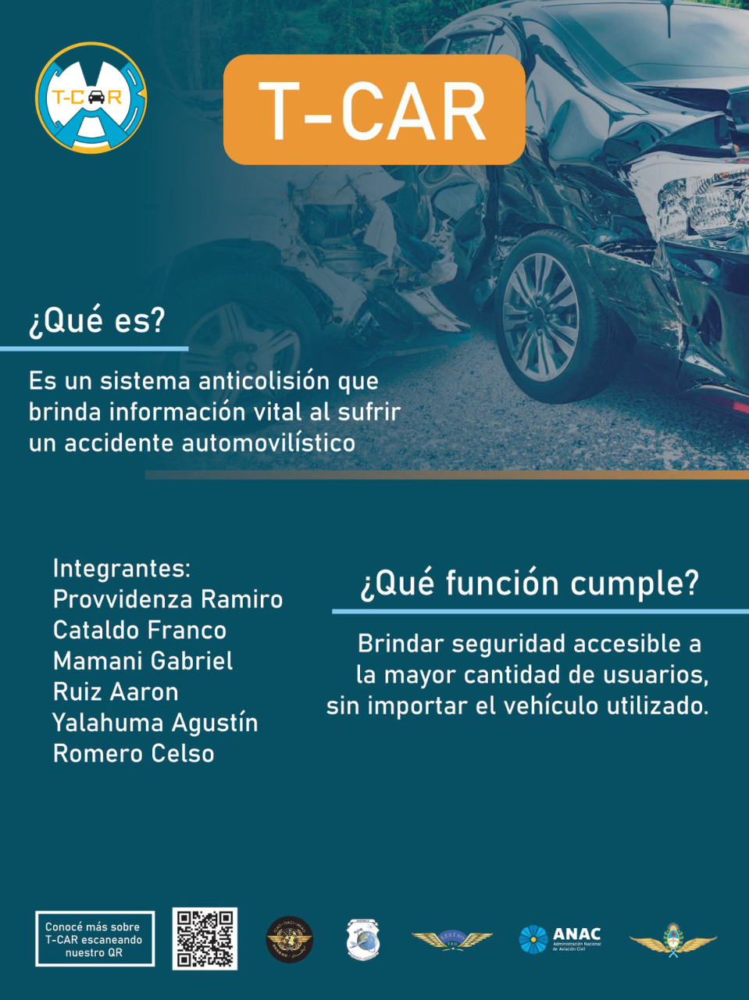 T-CAR
T-CAR
¿Qué es?
Es un sistema anticolisión que
brinda información vital al sufrir
un accidente automovilístico
Integrantes:
Provvidenza Ramiro
Cataldo Franco
Mamani Gabriel
Ruiz Aaron
Yalahuma Agustín
Romero Celso
¿Qué función cumple?
Brindar seguridad accesible a
la mayor cantidad de usuarios,
sin importar el vehículo utilizado.
Conocé más sobre
T-CAR escaneando
nuestro QR
ANAC
Administración Nacional
de Aviación Civil